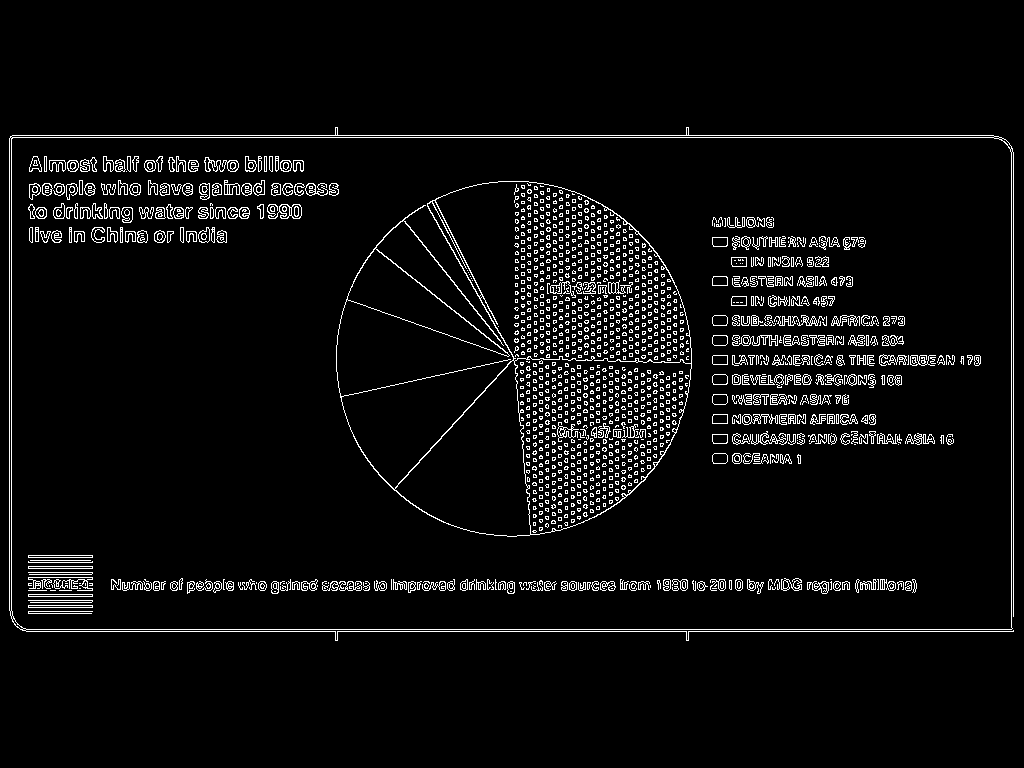 Almost half of the two billion
people who have gained access
to drinking water since 1990
live in China or India
India, 522 million
China, 457 million
MILLIONS
SOUTHERN ASIA 679
IN INDIA 522
EASTERN ASIA 473
IN CHINA 457
SUB-SAHARAN AFRICA 273
SOUTH-EASTERN ASIA 204
LATIN AMERICA & THE CARIBBEAN 179
DEVELOPED REGIONS 108
WESTERN ASIA 76
NORTHERN AFRICA 49
CAUCASUS AND CENTRAL ASIA 16
OCEANIA 1
FIGURE
Number of people who gained access to improved drinking water sources from 1990 to 2010 by MDG region (millions)